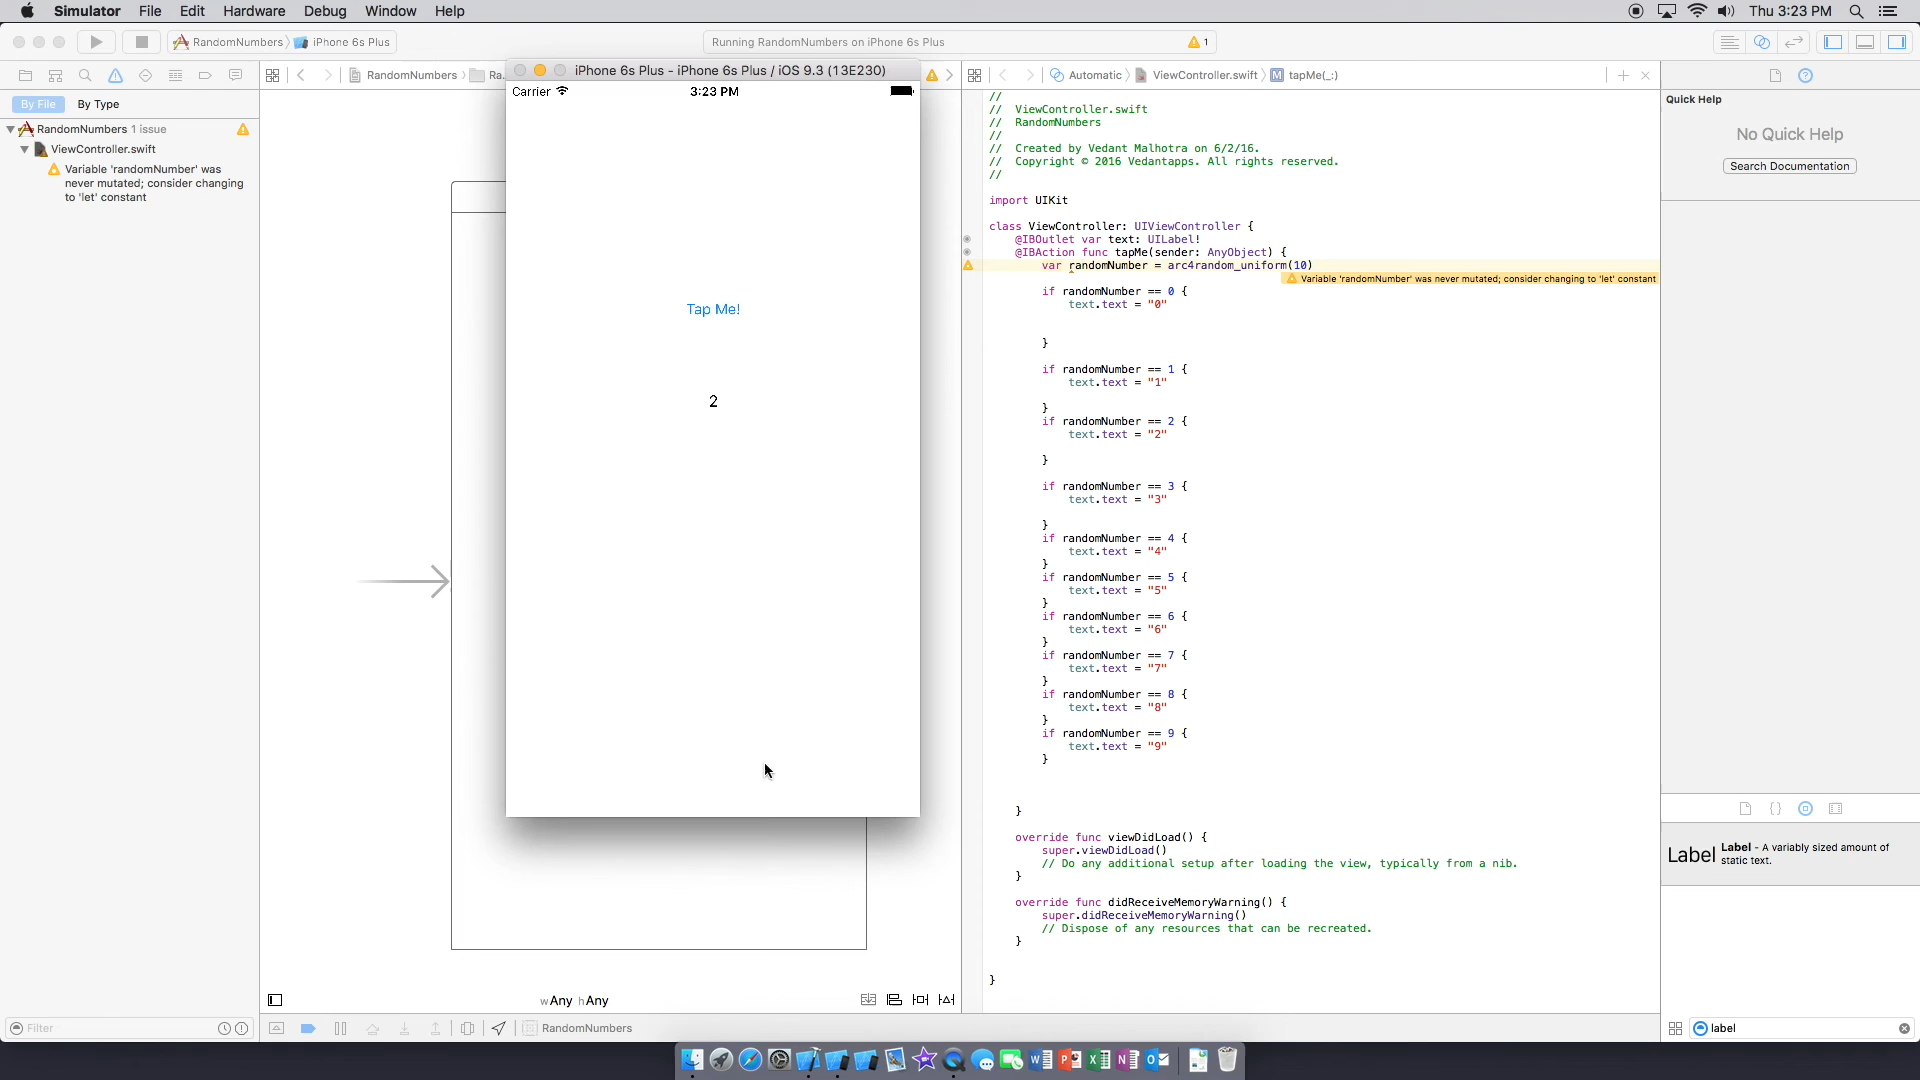 Simulator File Edit Hardware Debug Window Help
Thu 3:23 PM
RandomNumbers iPhone 6s Plus
Running RandomNumbers on iPhone 6s Plus
1
RandomNumbers
Ra
iPhone 6s Plus - iPhone 6s Plus / iOS 9.3 (13E230)
Automatic ViewController.swift M tapMe(_:)
By File By Type
RandomNumbers 1 issue
ViewController.swift
Variable 'randomNumber' was
never mutated; consider changing
to 'let' constant
Carrier 3:23 PM
Tap Me!
2
//
// ViewController.swift
// RandomNumbers
//
// Created by Vedant Malhotra on 6/2/16.
// Copyright © 2016 Vedantapps. All rights reserved.
//
import UIKit
class ViewController: UIViewController {
@IBOutlet var text: UILabel!
@IBAction func tapMe(sender: AnyObject) {
var randomNumber = arc4random_uniform(10)
Variable 'randomNumber' was never mutated; consider changing to 'let' constant
if randomNumber == 0 {
text.text = "0"
}
if randomNumber == 1 {
text.text = "1"
}
if randomNumber == 2 {
text.text = "2"
}
if randomNumber == 3 {
text.text = "3"
}
if randomNumber == 4 {
text.text = "4"
}
if randomNumber == 5 {
text.text = "5"
}
if randomNumber == 6 {
text.text = "6"
}
if randomNumber == 7 {
text.text = "7"
}
if randomNumber == 8 {
text.text = "8"
}
if randomNumber == 9 {
text.text = "9"
}
}
override func viewDidLoad() {
super.viewDidLoad()
// Do any additional setup after loading the view, typically from a nib.
}
override func didReceiveMemoryWarning() {
super.didReceiveMemoryWarning()
// Dispose of any resources that can be recreated.
}
}
Quick Help
No Quick Help
Search Documentation
{ }
Label
Label - A variably sized amount of
static text.
wAny hAny
Filter
RandomNumbers
label